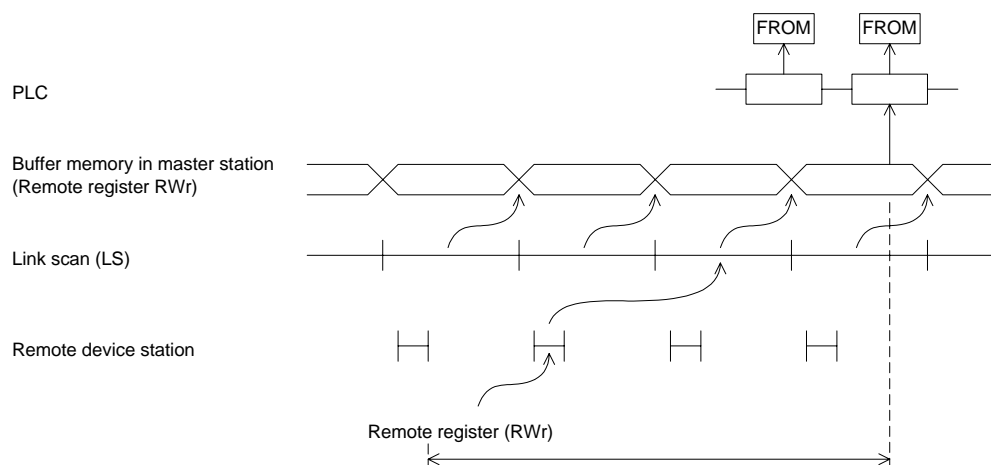 FROM FROM
PLC
Buffer memory in master station
(Remote register RWr)
Link scan (LS)
Remote device station
Remote register (RWr)